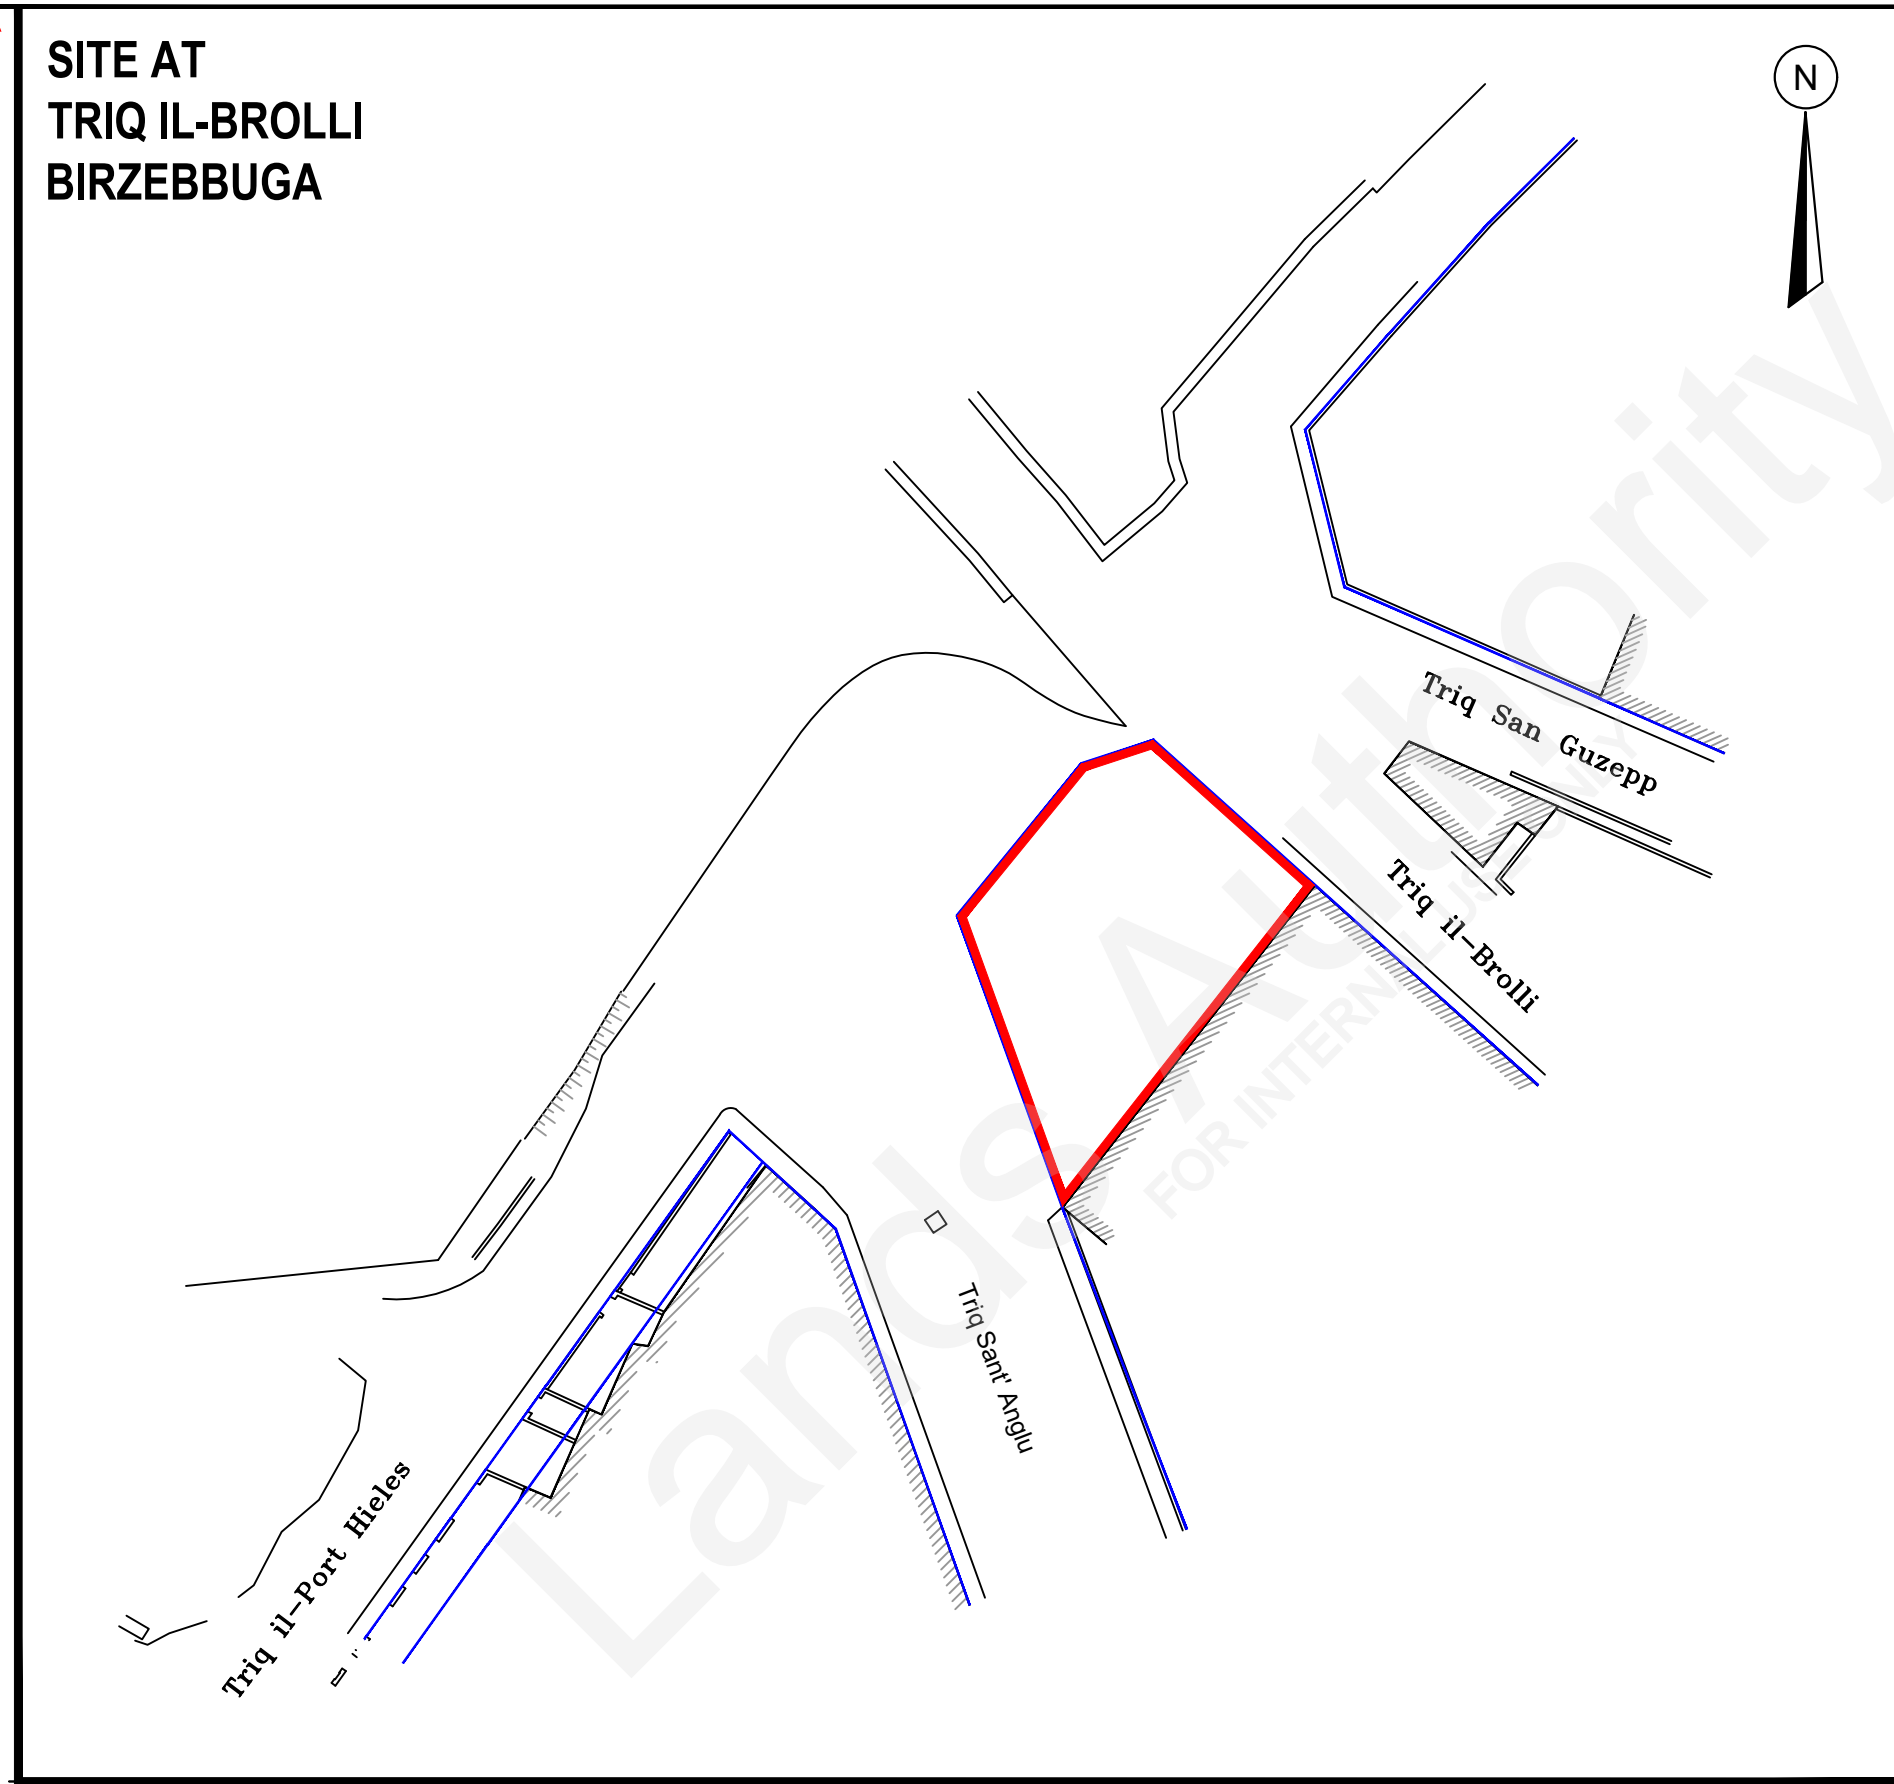 SITE AT
TRIQ IL-BROLLI
BIRZEBBUGA
N
Triq San Guzepp
Triq il-Brolli
Triq Sant' Anglu
Triq il-Port Hieles
Lands Authority
FOR INTERNAL USE ONLY